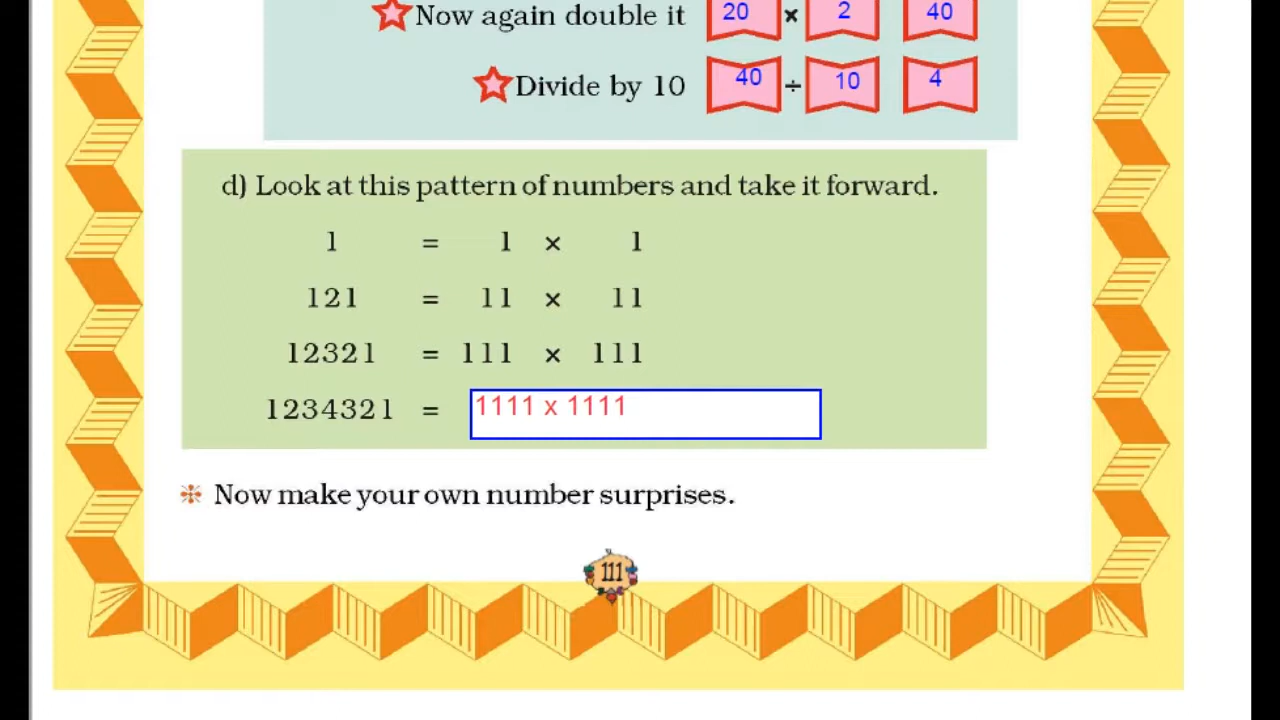 Now again double it 20 × 2 40
Divide by 10 40 ÷ 10 4
d) Look at this pattern of numbers and take it forward.
1 = 1 × 1
121 = 11 × 11
12321 = 111 × 111
1234321 = 1111 x 1111
Now make your own number surprises.
111